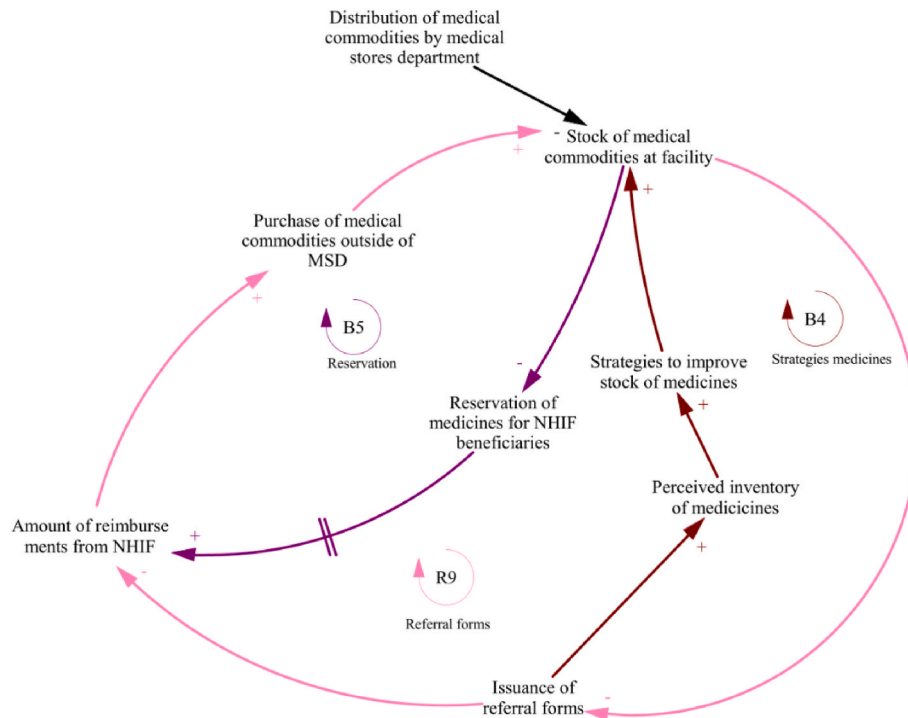 Distribution of medical
commodities by medical
stores department
-
Stock of medical
commodities at facility
+
+
Purchase of medical
commodities outside of
MSD
+
B5
Reservation
B4
Strategies medicines
Strategies to improve
stock of medicines
-
+
Reservation of
medicines for NHIF
beneficiaries
Perceived inventory
of medicicines
+
Amount of reimburse
ments from NHIF
+
-
R9
Referral forms
Issuance of
referral forms
-